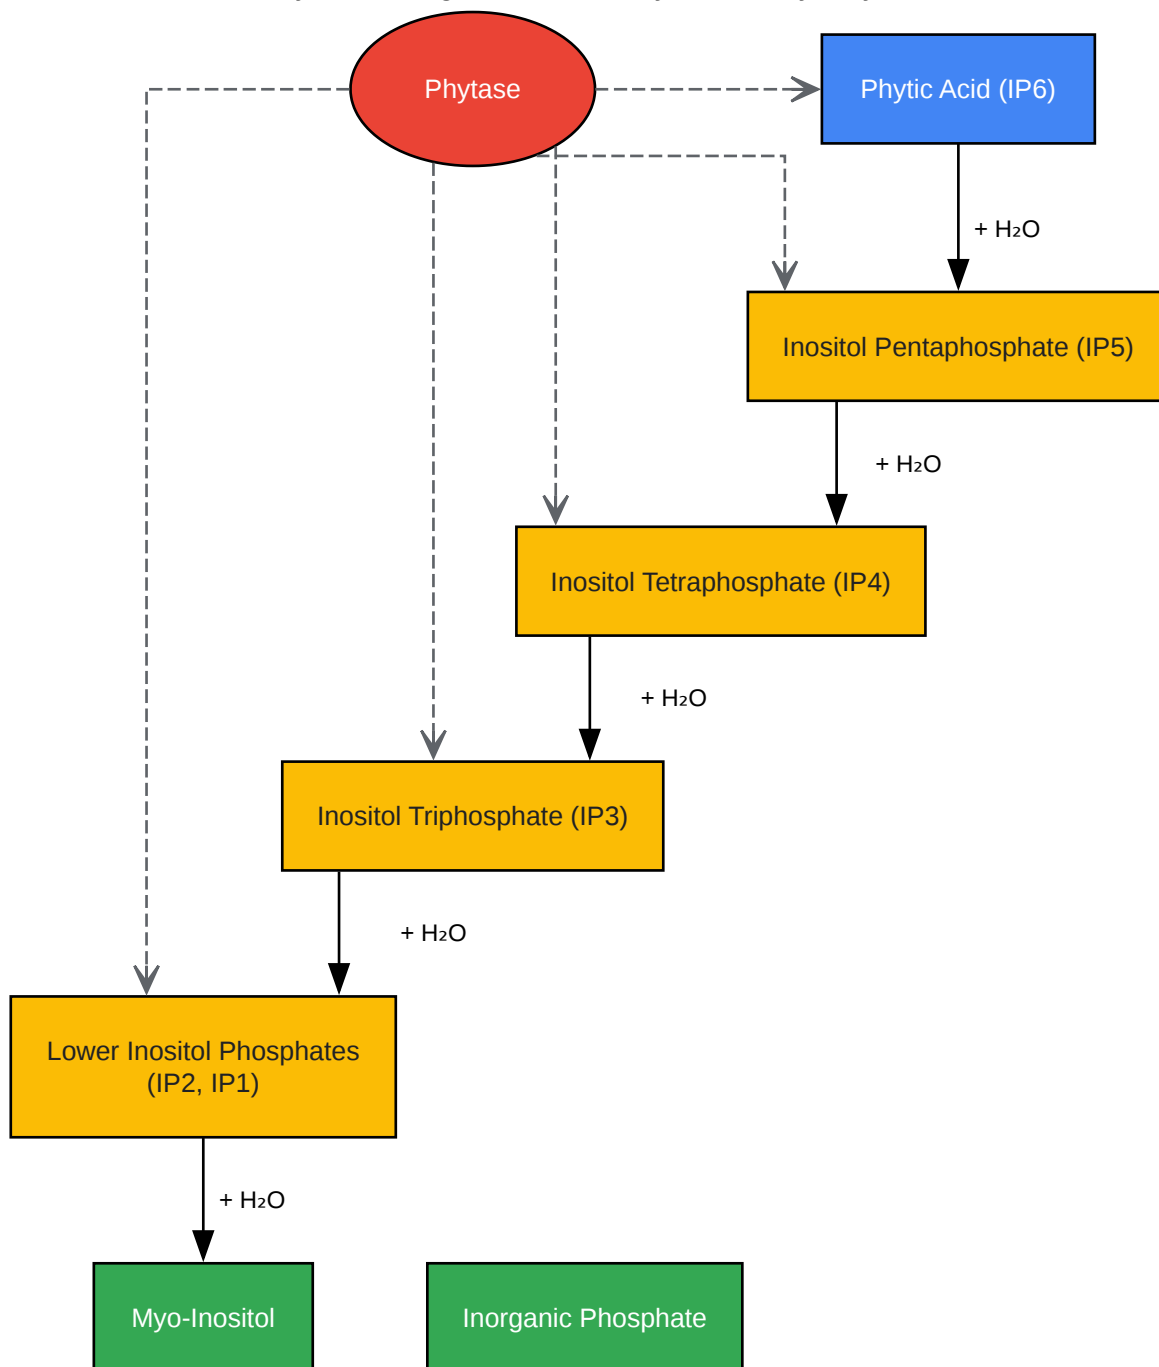 Phytase
Phytic Acid (IP6)
+ H₂O
Inositol Pentaphosphate (IP5)
+ H₂O
Inositol Tetraphosphate (IP4)
+ H₂O
Inositol Triphosphate (IP3)
+ H₂O
Lower Inositol Phosphates
(IP2, IP1)
+ H₂O
Myo-Inositol
Inorganic Phosphate